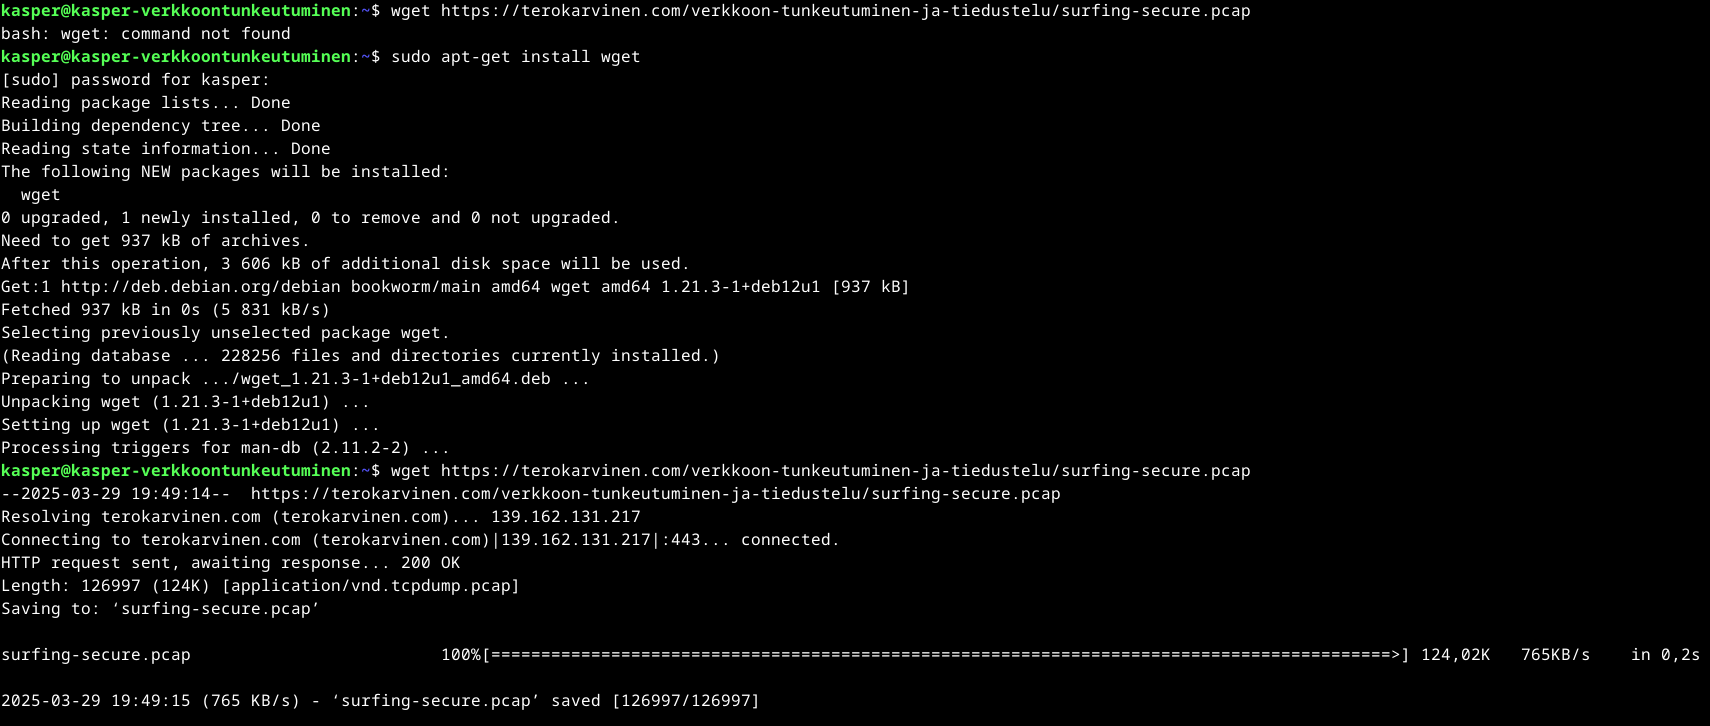 kasper@kasper-verkkoontunkeutuminen:~$ wget https://terokarvinen.com/verkkoon-tunkeutuminen-ja-tiedustelu/surfing-secure.pcap
bash: wget: command not found
kasper@kasper-verkkoontunkeutuminen:~$ sudo apt-get install wget
[sudo] password for kasper:
Reading package lists... Done
Building dependency tree... Done
Reading state information... Done
The following NEW packages will be installed:
  wget
0 upgraded, 1 newly installed, 0 to remove and 0 not upgraded.
Need to get 937 kB of archives.
After this operation, 3 606 kB of additional disk space will be used.
Get:1 http://deb.debian.org/debian bookworm/main amd64 wget amd64 1.21.3-1+deb12u1 [937 kB]
Fetched 937 kB in 0s (5 831 kB/s)
Selecting previously unselected package wget.
(Reading database ... 228256 files and directories currently installed.)
Preparing to unpack .../wget_1.21.3-1+deb12u1_amd64.deb ...
Unpacking wget (1.21.3-1+deb12u1) ...
Setting up wget (1.21.3-1+deb12u1) ...
Processing triggers for man-db (2.11.2-2) ...
kasper@kasper-verkkoontunkeutuminen:~$ wget https://terokarvinen.com/verkkoon-tunkeutuminen-ja-tiedustelu/surfing-secure.pcap
--2025-03-29 19:49:14--  https://terokarvinen.com/verkkoon-tunkeutuminen-ja-tiedustelu/surfing-secure.pcap
Resolving terokarvinen.com (terokarvinen.com)... 139.162.131.217
Connecting to terokarvinen.com (terokarvinen.com)|139.162.131.217|:443... connected.
HTTP request sent, awaiting response... 200 OK
Length: 126997 (124K) [application/vnd.tcpdump.pcap]
Saving to: ‘surfing-secure.pcap’
surfing-secure.pcap 100%[==========================================================================================>] 124,02K 765KB/s in 0,2s
2025-03-29 19:49:15 (765 KB/s) - ‘surfing-secure.pcap’ saved [126997/126997]